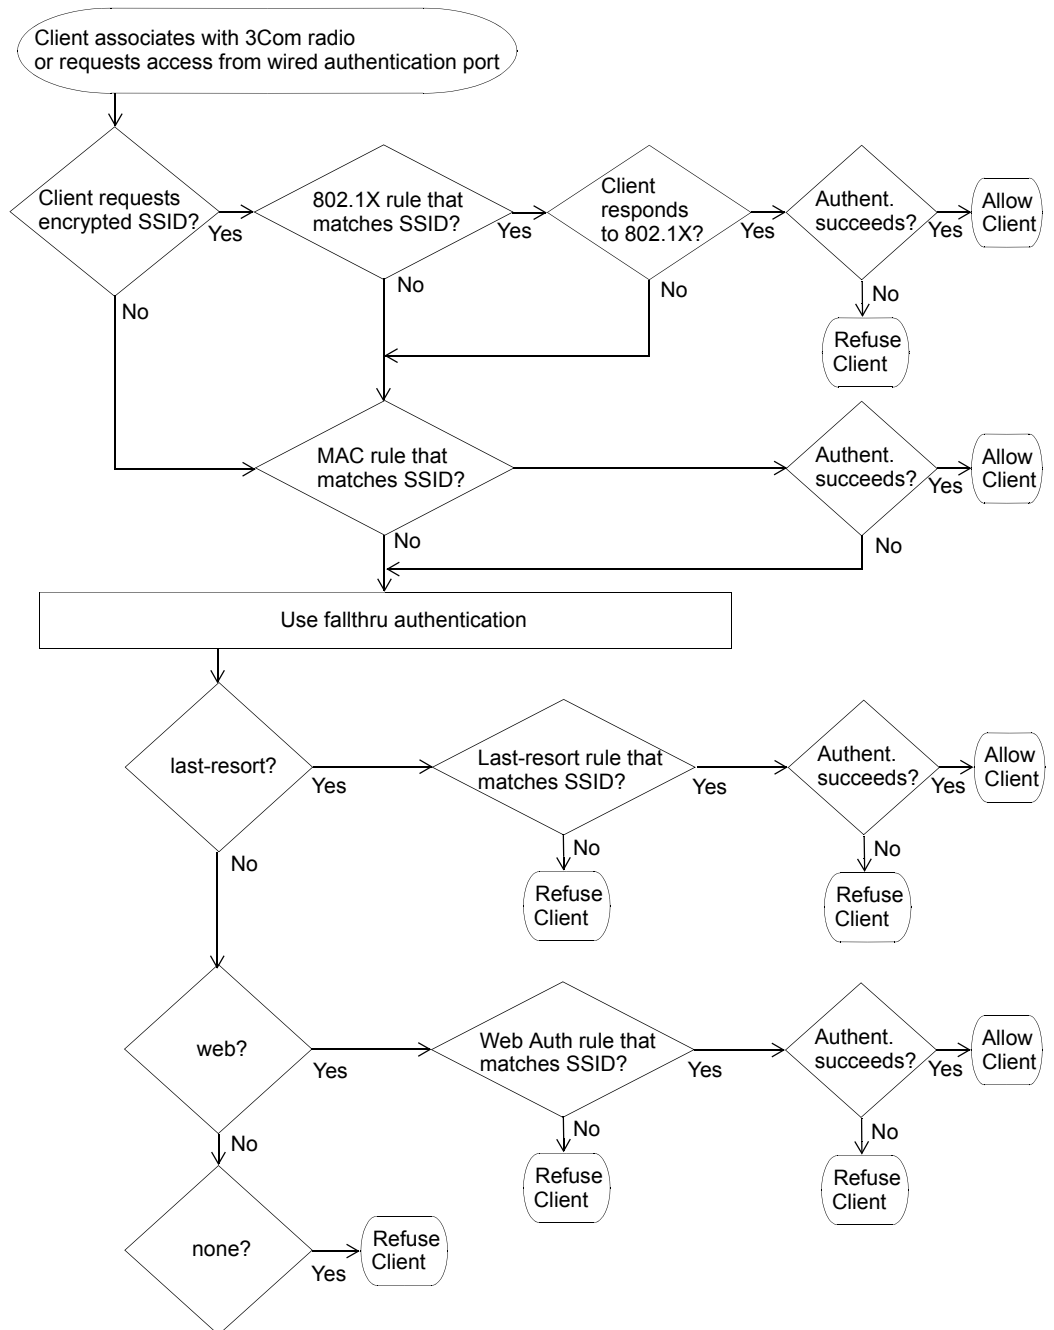 Client associates with 3Com radio
or requests access from wired authentication port
Client requests
encrypted SSID?
Yes
No
802.1X rule that
matches SSID?
Yes
No
Client
responds
to 802.1X?
Yes
No
Authent.
succeeds?
Yes
No
Allow
Client
Refuse
Client
MAC rule that
matches SSID?
No
Authent.
succeeds?
Yes
No
Allow
Client
Use fallthru authentication
last-resort?
Yes
No
Last-resort rule that
matches SSID?
Yes
No
Refuse
Client
Authent.
succeeds?
Yes
No
Allow
Client
Refuse
Client
web?
Yes
No
Web Auth rule that
matches SSID?
Yes
No
Refuse
Client
Authent.
succeeds?
Yes
No
Allow
Client
Refuse
Client
none?
Yes
Refuse
Client